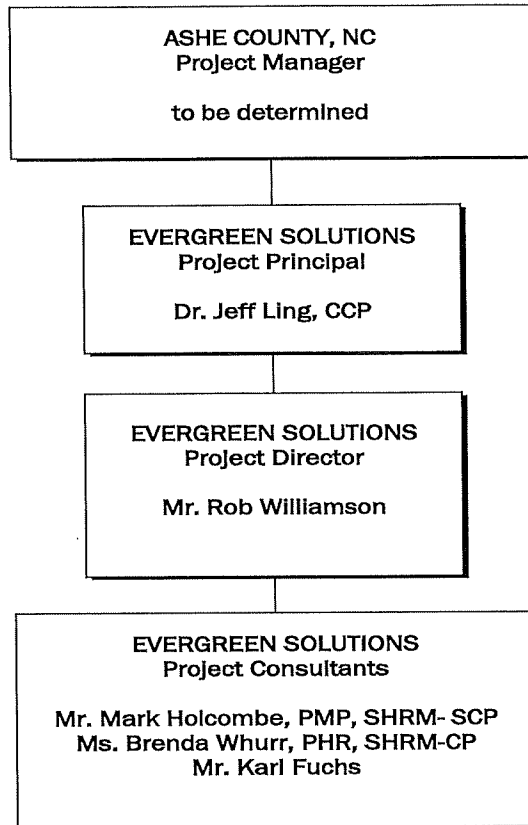 ASHE COUNTY, NC
Project Manager
to be determined
EVERGREEN SOLUTIONS
Project Principal
Dr. Jeff Ling, CCP
EVERGREEN SOLUTIONS
Project Director
Mr. Rob Williamson
EVERGREEN SOLUTIONS
Project Consultants
Mr. Mark Holcombe, PMP, SHRM- SCP
Ms. Brenda Whurr, PHR, SHRM-CP
Mr. Karl Fuchs